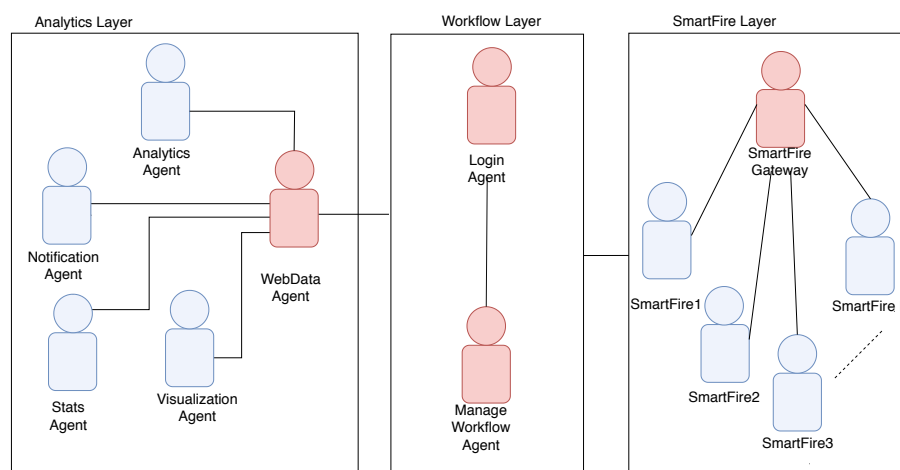 Analytics Layer
Workflow Layer
SmartFire Layer
Analytics
Agent
Login
Agent
SmartFire
Gateway
Notification
Agent
WebData
Agent
SmartFire1
SmartFire
SmartFire2
Stats
Agent
Visualization
Agent
Manage
Workflow
Agent
SmartFire3